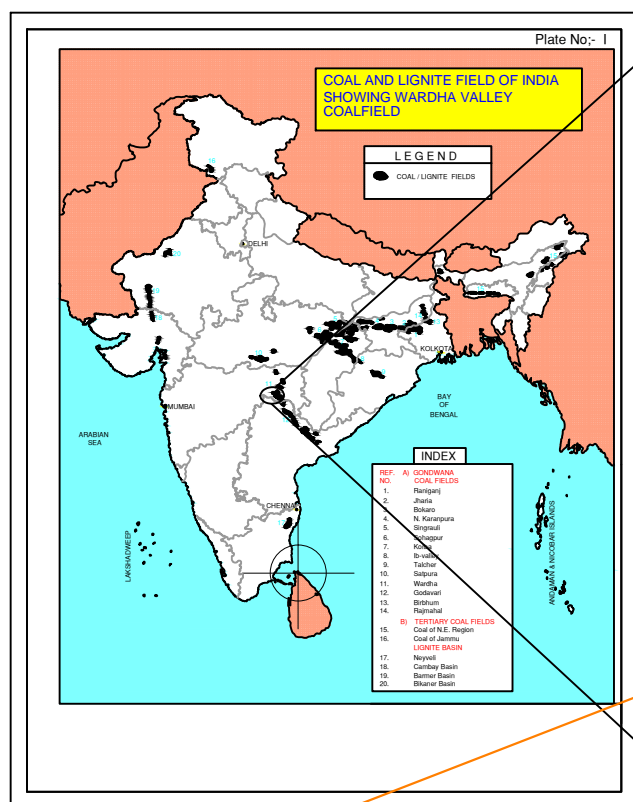 Plate No;- I
COAL AND LIGNITE FIELD OF INDIA
SHOWING WARDHA VALLEY
COALFIELD
LEGEND
COAL / LIGNITE FIELDS
DELHI
KOLKOTA
MUMBAI
BAY
OF
BENGAL
ARABIAN
SEA
CHENNAI
LAKSHADWEEP
ANDAMAN & NICOBAR ISLANDS
INDEX
REF. A) GONDWANA
NO. COAL FIELDS
1. Raniganj
2. Jharia
3. Bokaro
4. N. Karanpura
5. Singrauli
6. Sohagpur
7. Korba
8. Ib-valley
9. Talcher
10. Satpura
11. Wardha
12. Godavari
13. Birbhum
14. Rajmahal
B) TERTIARY COAL FIELDS
15. Coal of N.E. Region
16. Coal of Jammu
LIGNITE BASIN
17. Neyveli
18. Cambay Basin
19. Barmer Basin
20. Bikaner Basin